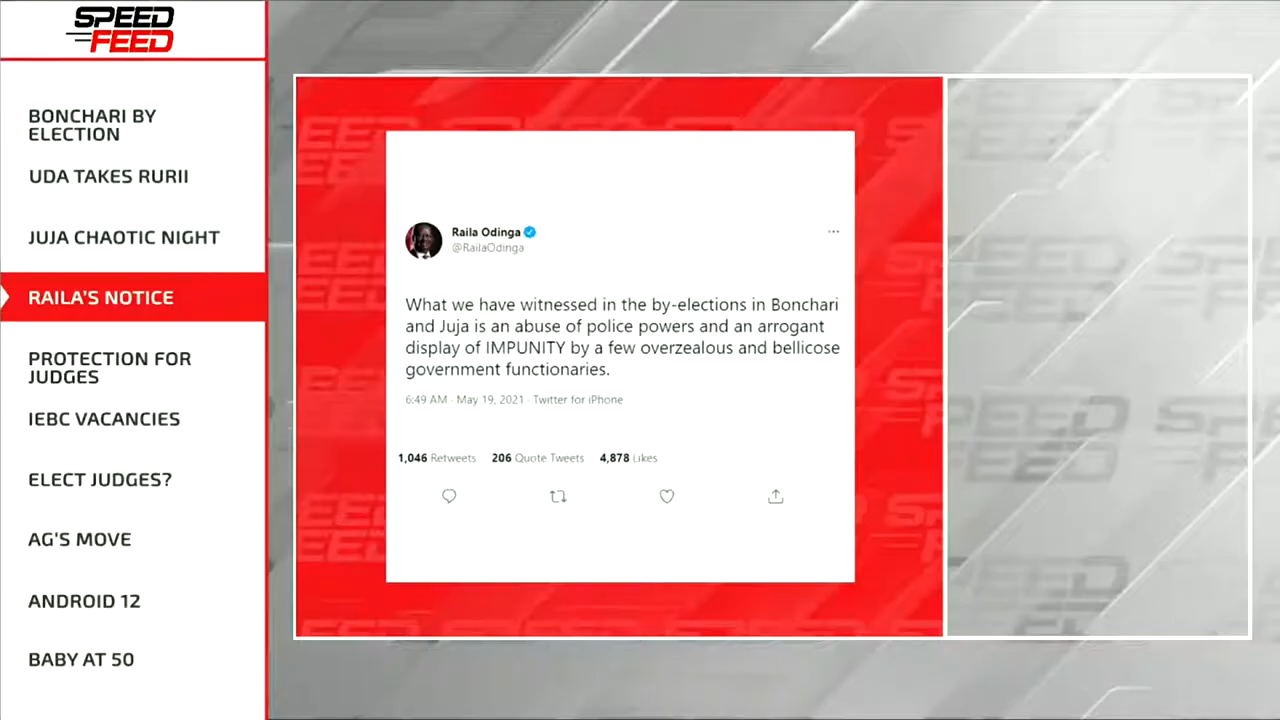 SPEED
FEED
BONCHARI BY
ELECTION
UDA TAKES RURII
JUJA CHAOTIC NIGHT
RAILA'S NOTICE
PROTECTION FOR
JUDGES
IEBC VACANCIES
ELECT JUDGES?
AG'S MOVE
ANDROID 12
BABY AT 50
Raila Odinga
@RailaOdinga
What we have witnessed in the by-elections in Bonchari
and Juja is an abuse of police powers and an arrogant
display of IMPUNITY by a few overzealous and bellicose
government functionaries.
6:49 AM · May 19, 2021 · Twitter for iPhone
1,046 Retweets 206 Quote Tweets 4,878 Likes